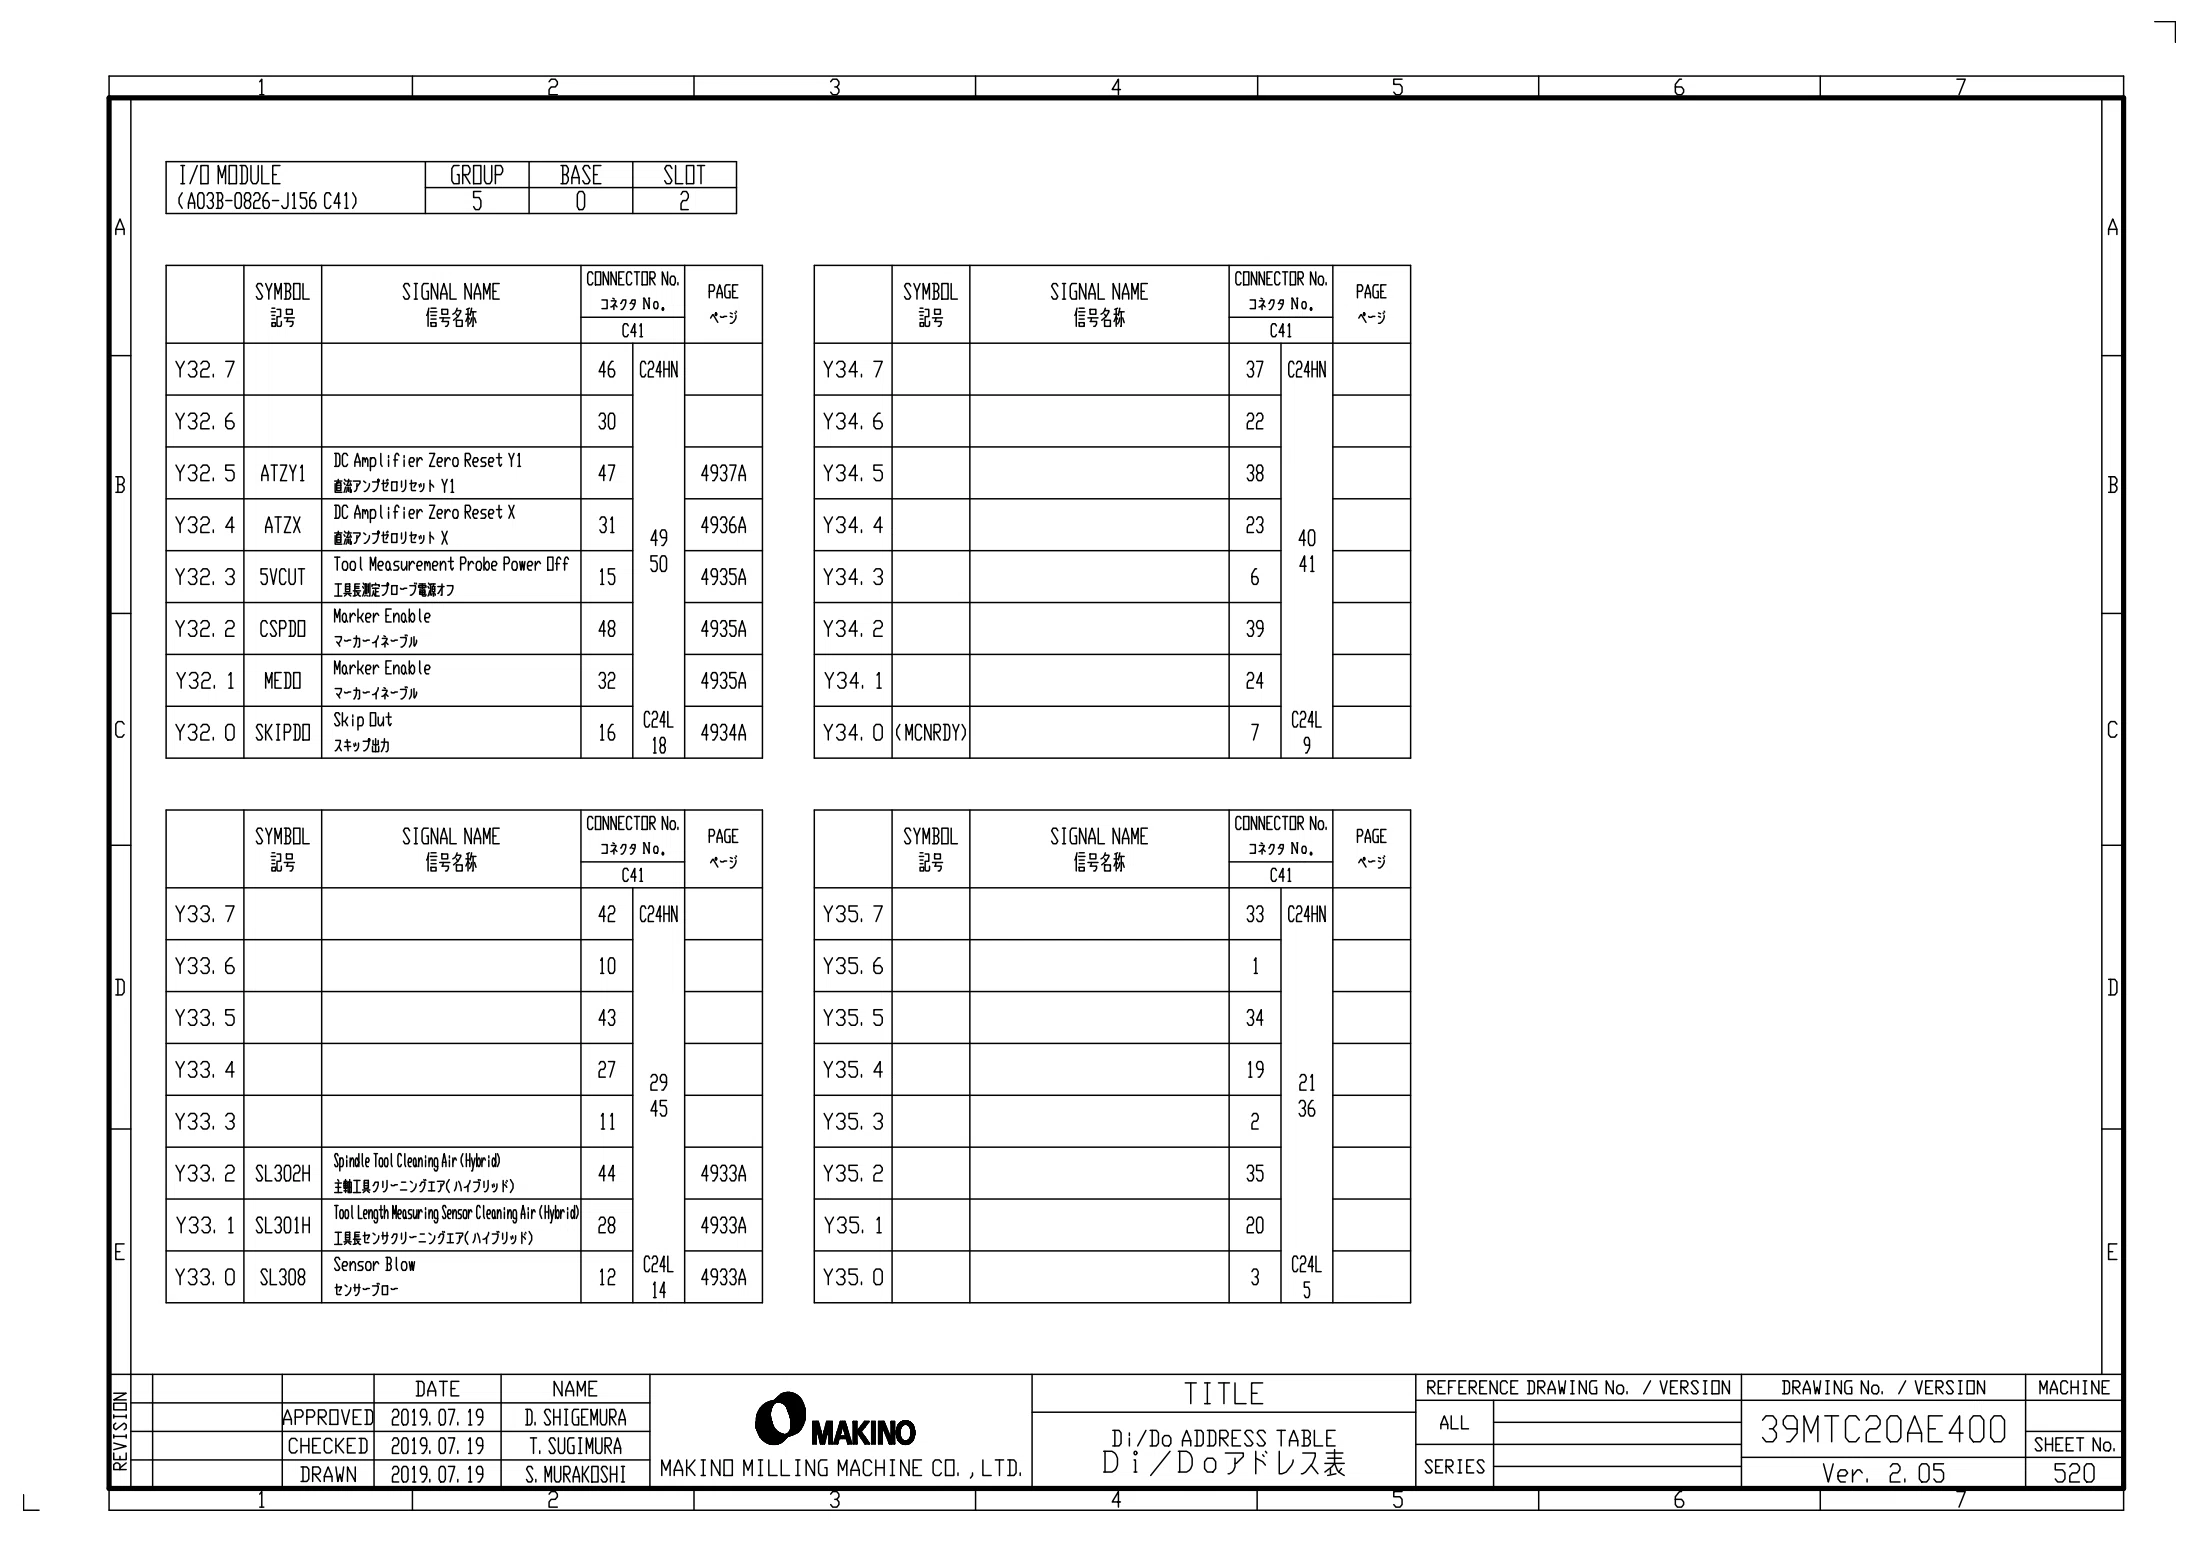 1 2 3 4 5 6 7
I/O MODULE GROUP BASE SLOT
(A03B-0826-J156 C41) 5 0 2
A A
SYMBOL SIGNAL NAME CONNECTOR No. PAGE
記号 信号名称 コネクタ No. ページ
C41
Y32.7 46 C24HN
Y32.6 30
Y32.5 ATZY1 DC Amplifier Zero Reset Y1 47 4937A
直流アンプゼロリセット Y1
Y32.4 ATZX DC Amplifier Zero Reset X 31 4936A
直流アンプゼロリセット X
49
50
Y32.3 5VCUT Tool Measurement Probe Power Off 15 4935A
工具長測定プローブ電源オフ
Y32.2 CSPDO Marker Enable 48 4935A
マーカーイネーブル
Y32.1 MEDO Marker Enable 32 4935A
マーカーイネーブル
Y32.0 SKIPDO Skip Out 16 C24L 4934A
スキップ出力 18
SYMBOL SIGNAL NAME CONNECTOR No. PAGE
記号 信号名称 コネクタ No. ページ
C41
Y34.7 37 C24HN
Y34.6 22
Y34.5 38
Y34.4 23
40
41
Y34.3 6
Y34.2 39
Y34.1 24
Y34.0 (MCNRDY) 7 C24L
9
B B
C C
SYMBOL SIGNAL NAME CONNECTOR No. PAGE
記号 信号名称 コネクタ No. ページ
C41
Y33.7 42 C24HN
Y33.6 10
Y33.5 43
Y33.4 27
29
45
Y33.3 11
Y33.2 SL302H Spindle Tool Cleaning Air (Hybrid) 44 4933A
主軸工具クリーニングエア(ハイブリッド)
Y33.1 SL301H Tool Length Measuring Sensor Cleaning Air (Hybrid) 28 4933A
工具長センサクリーニングエア(ハイブリッド)
Y33.0 SL308 Sensor Blow 12 C24L 4933A
センサーブロー 14
SYMBOL SIGNAL NAME CONNECTOR No. PAGE
記号 信号名称 コネクタ No. ページ
C41
Y35.7 33 C24HN
Y35.6 1
Y35.5 34
Y35.4 19
21
36
Y35.3 2
Y35.2 35
Y35.1 20
Y35.0 3 C24L
5
D D
E E
REVISION
DATE NAME
APPROVED 2019.07.19 D. SHIGEMURA
CHECKED 2019.07.19 T. SUGIMURA
DRAWN 2019.07.19 S. MURAKOSHI
MAKINO
MAKINO MILLING MACHINE CO.,LTD.
TITLE
Di/Do ADDRESS TABLE
Di/Doアドレス表
REFERENCE DRAWING No. / VERSION
ALL
SERIES
DRAWING No. / VERSION
39MTC20AE400
Ver. 2.05
MACHINE
SHEET No.
520
1 2 3 4 5 6 7